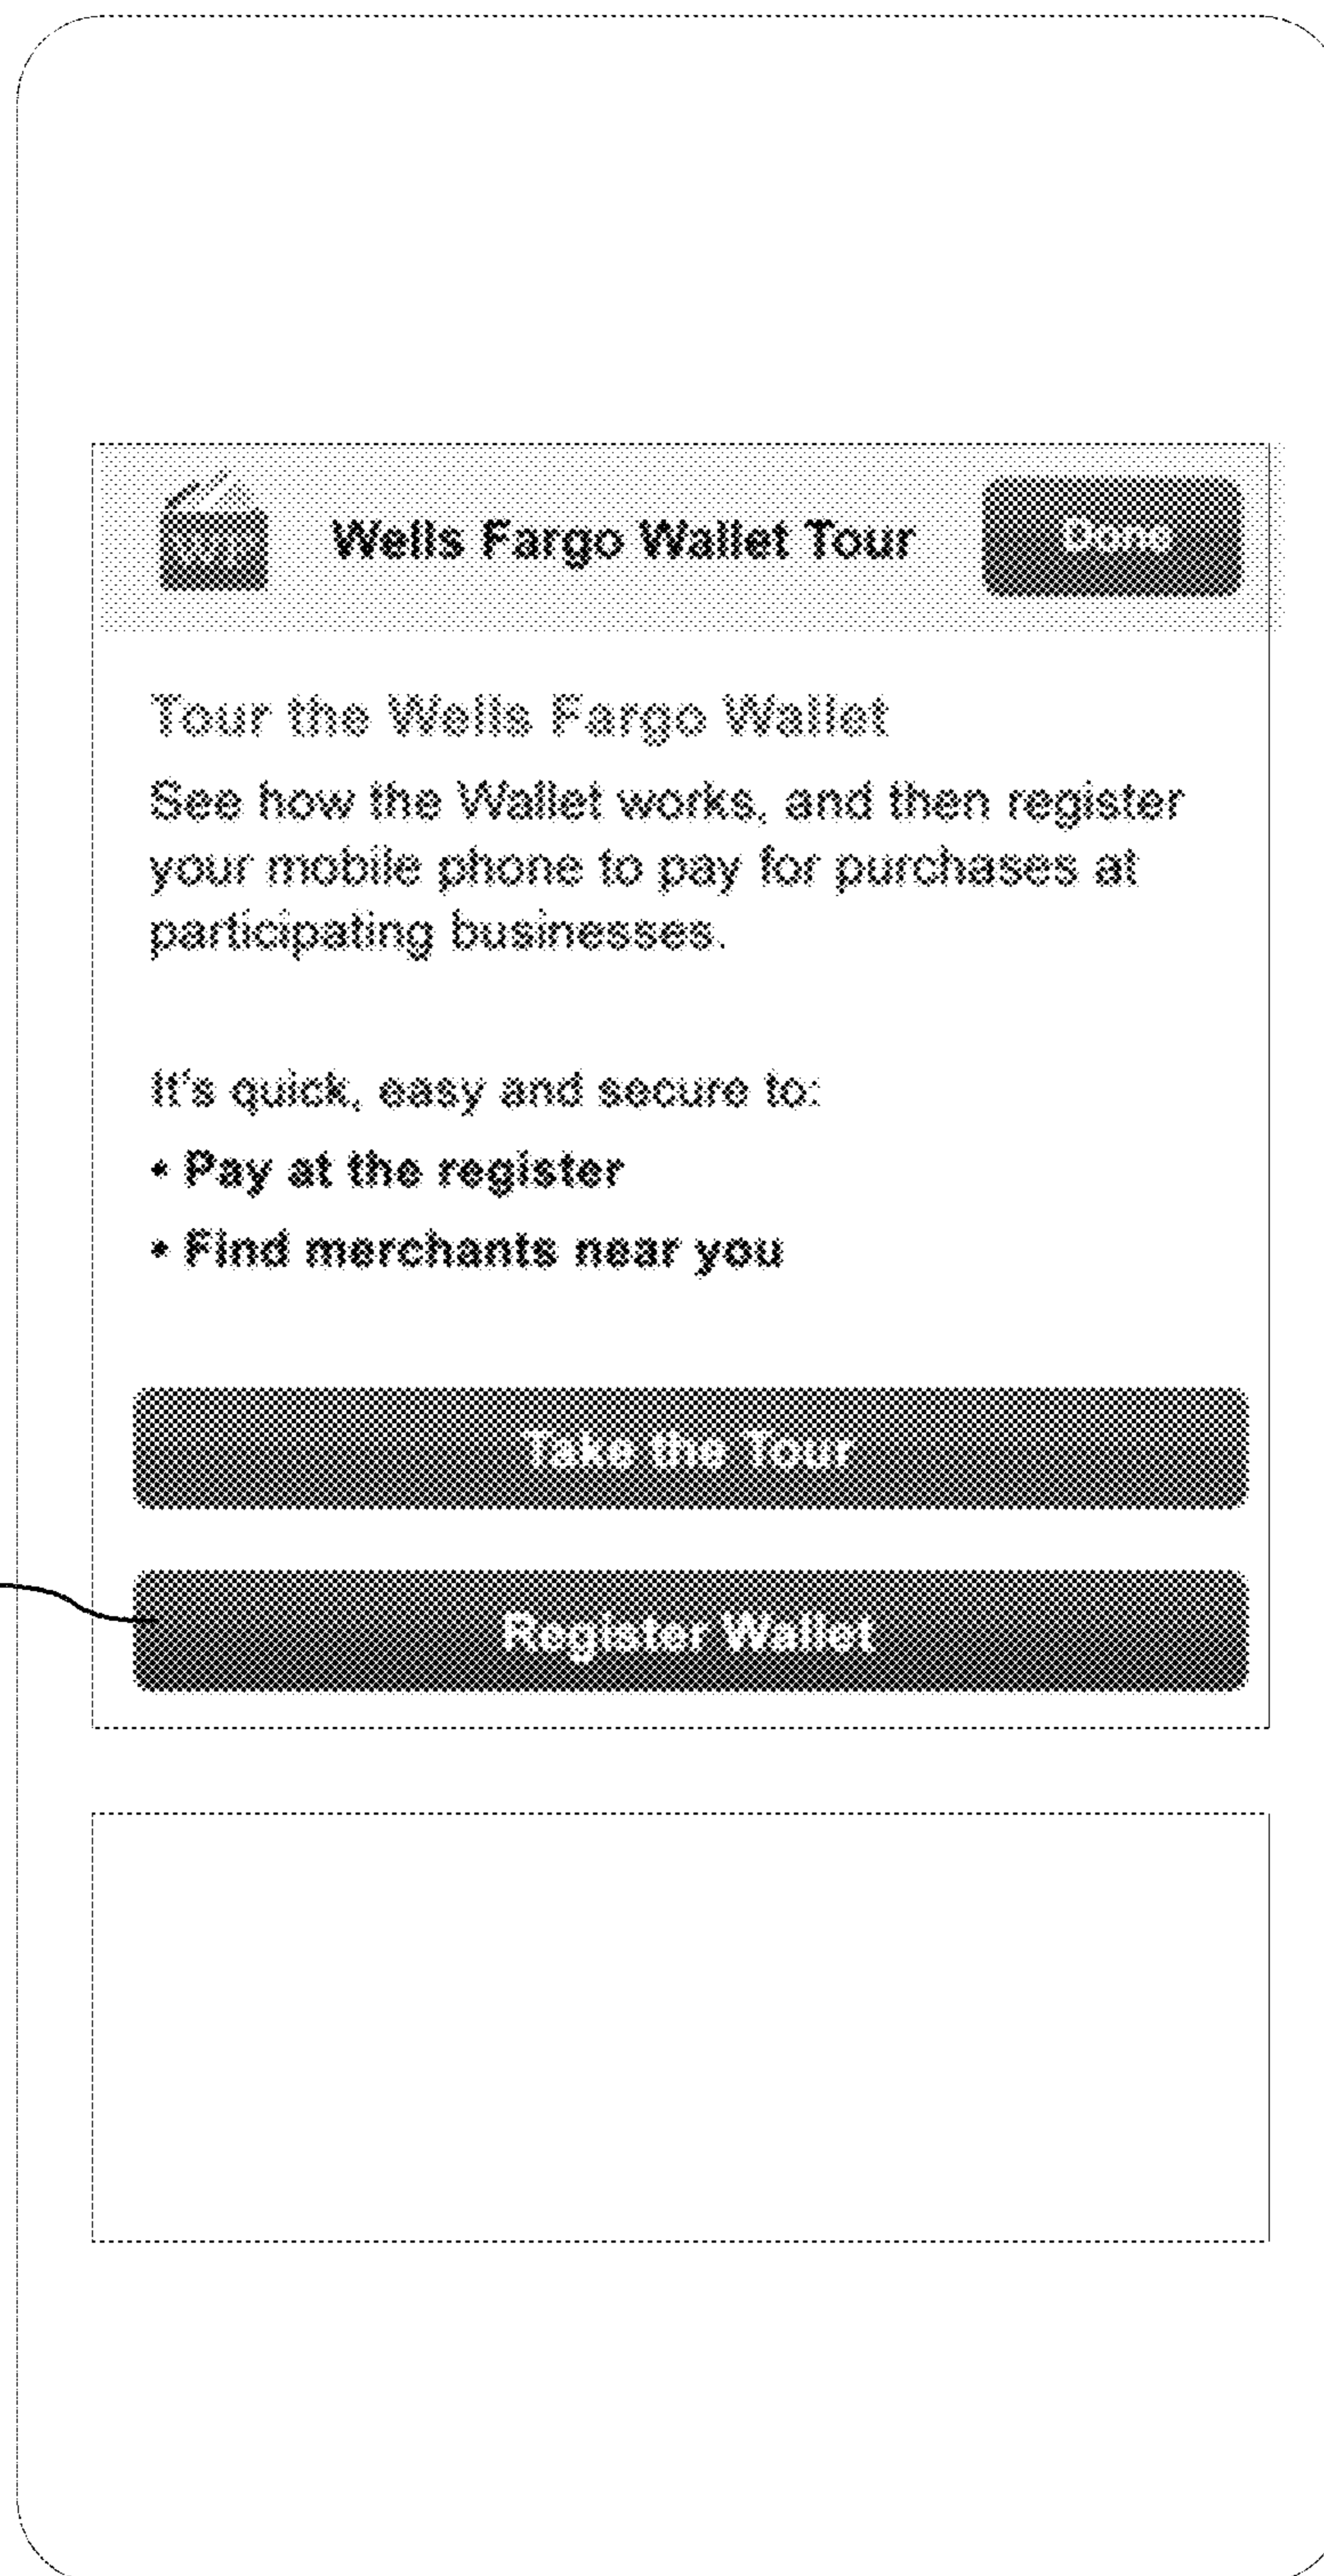 Wells Fargo Wallet Tour
Done
Tour the Wells Fargo Wallet
See how the Wallet works, and then register
your mobile phone to pay for purchases at
participating businesses.
It's quick, easy and secure to:
• Pay at the register
• Find merchants near you
Take the Tour
Register Wallet